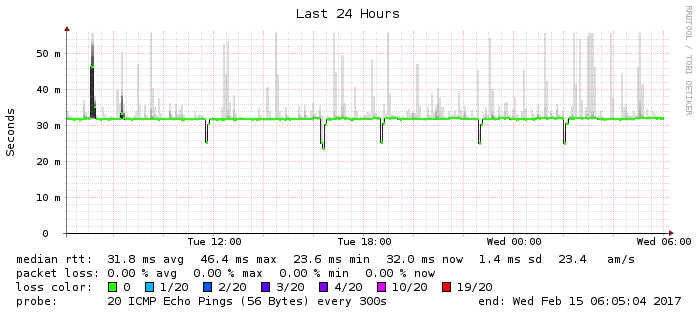 Last 24 Hours
RRDTOOL / TOBI OETIKER
Seconds
50 m
40 m
30 m
20 m
10 m
0
Tue 12:00 Tue 18:00 Wed 00:00 Wed 06:00
median rtt: 31.8 ms avg 46.4 ms max 23.6 ms min 32.0 ms now 1.4 ms sd 23.4 am/s
packet loss: 0.00 % avg 0.00 % max 0.00 % min 0.00 % now
loss color: 0 1/20 2/20 3/20 4/20 10/20 19/20
probe: 20 ICMP Echo Pings (56 Bytes) every 300s end: Wed Feb 15 06:05:04 2017